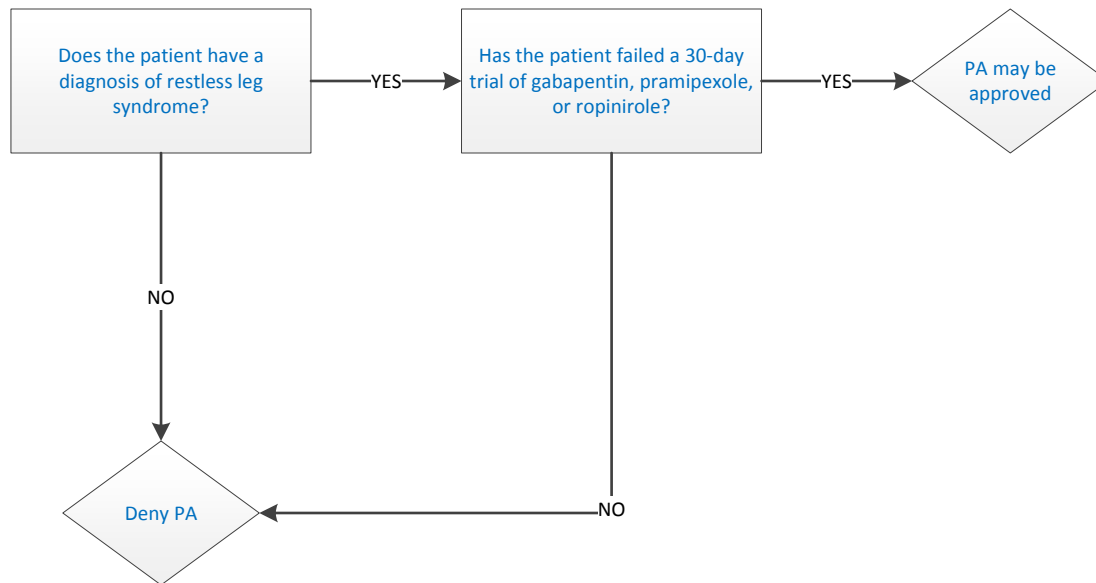 Does the patient have a
diagnosis of restless leg
syndrome?
YES
Has the patient failed a 30-day
trial of gabapentin, pramipexole,
or ropinirole?
YES
PA may be
approved
NO
Deny PA
NO